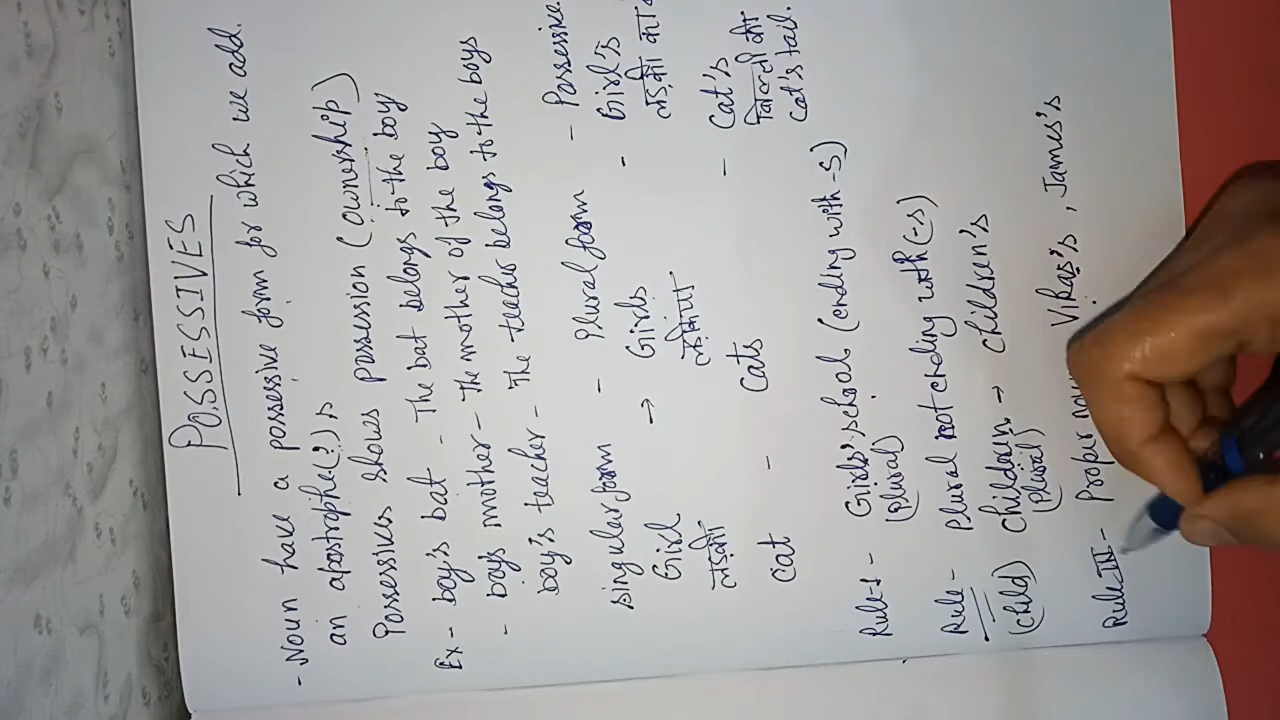 POSSESSIVES
- Noun have a possessive form for which we add.
an apostrophe(') s
Possessives shows possession (ownership)
Ex - boy's bat - The bat belongs to the boy
- boy's mother - The mother of the boy
boy's teacher - The teacher belongs to the boys
singular form - Plural form - Possessive
Girl → Girls - Girl's
लड़की लड़कियां लड़की का
Cat - Cats - Cat's
बिल्ली की
Cat's tail.
Rule-I - Girls' school (ending with -s)
(Plural)
Rule - Plural not ending with (-s)
(child) children → children's
(Plural)
Rule III - Proper Vikas's, James's